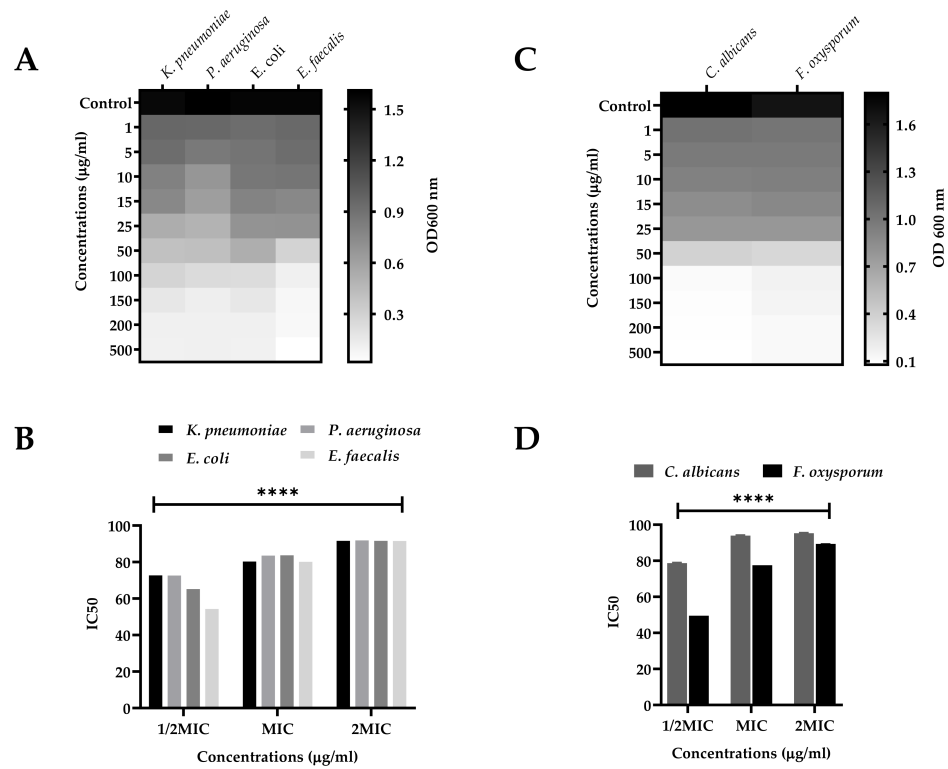 A
K. pneumoniae
P. aeruginosa
E. coli
E. faecalis
Concentrations (µg/ml)
Control
1
5
10
15
25
50
100
150
200
500
1.5
1.2
0.9
0.6
0.3
OD600 nm
C
C. albicans
F. oxysporum
Concentrations (µg/ml)
Control
1
5
10
15
25
50
100
150
200
500
1.6
1.3
1.0
0.7
0.4
0.1
OD 600 nm
B
K. pneumoniae
P. aeruginosa
E. coli
E. faecalis
****
IC50
100
80
60
40
20
0
1/2MIC
MIC
2MIC
Concentrations (µg/ml)
D
C. albicans
F. oxysporum
****
IC50
100
80
60
40
20
0
1/2MIC
MIC
2MIC
Concentrations (µg/ml)